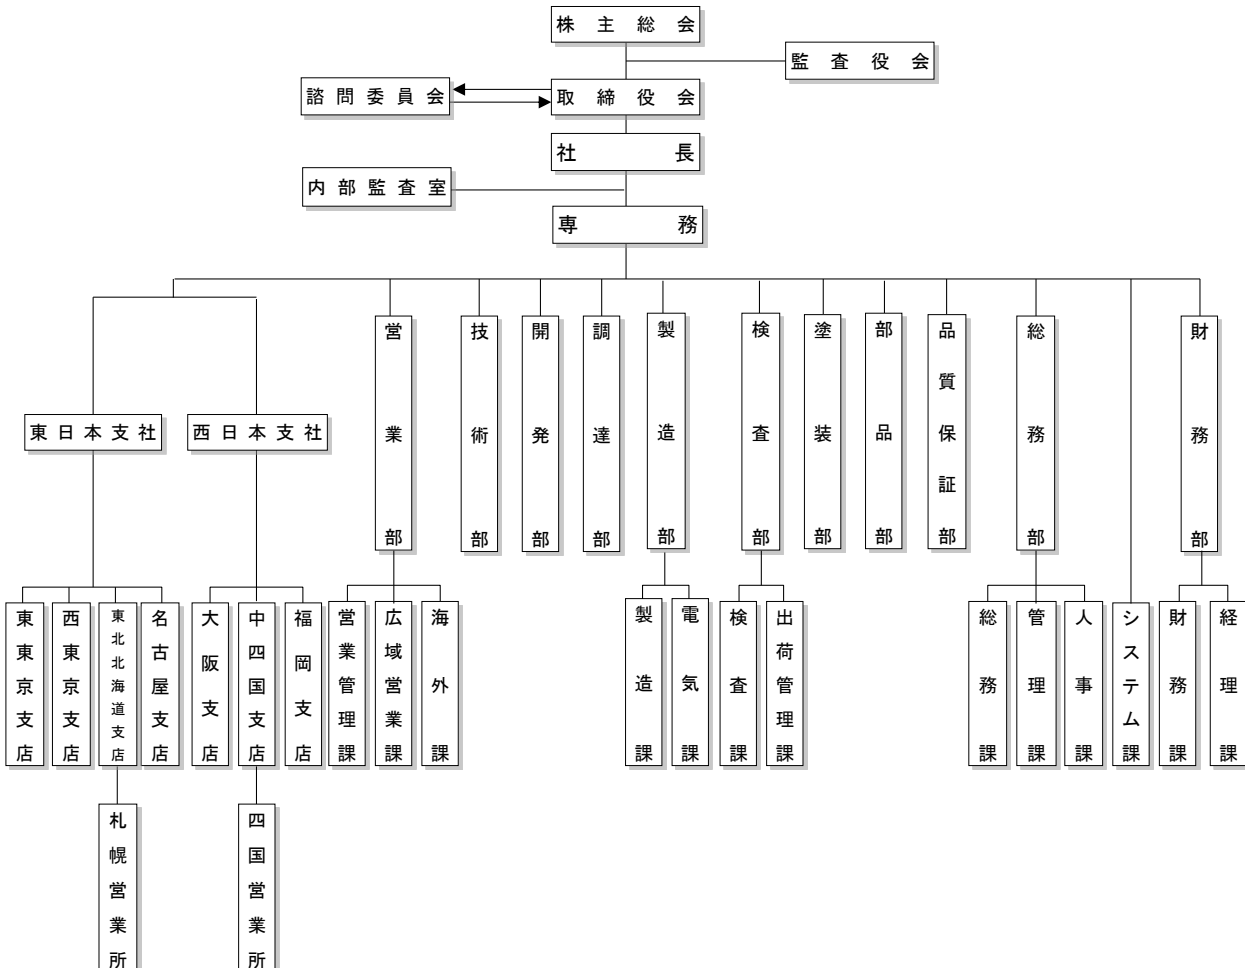 株主総会
監査役会
諮問委員会
取締役会
社長
内部監査室
専務
営業部
技術部
開発部
調達部
製造部
検査部
塗装部
部品部
品質保証部
総務部
財務部
東日本支社
西日本支社
東東京支店
西東京支店
東北北海道支店
名古屋支店
大阪支店
中四国支店
福岡支店
営業管理課
広域営業課
海外課
製造課
電気課
検査課
出荷管理課
総務課
管理課
人事課
システム課
財務課
経理課
札幌営業所
四国営業所